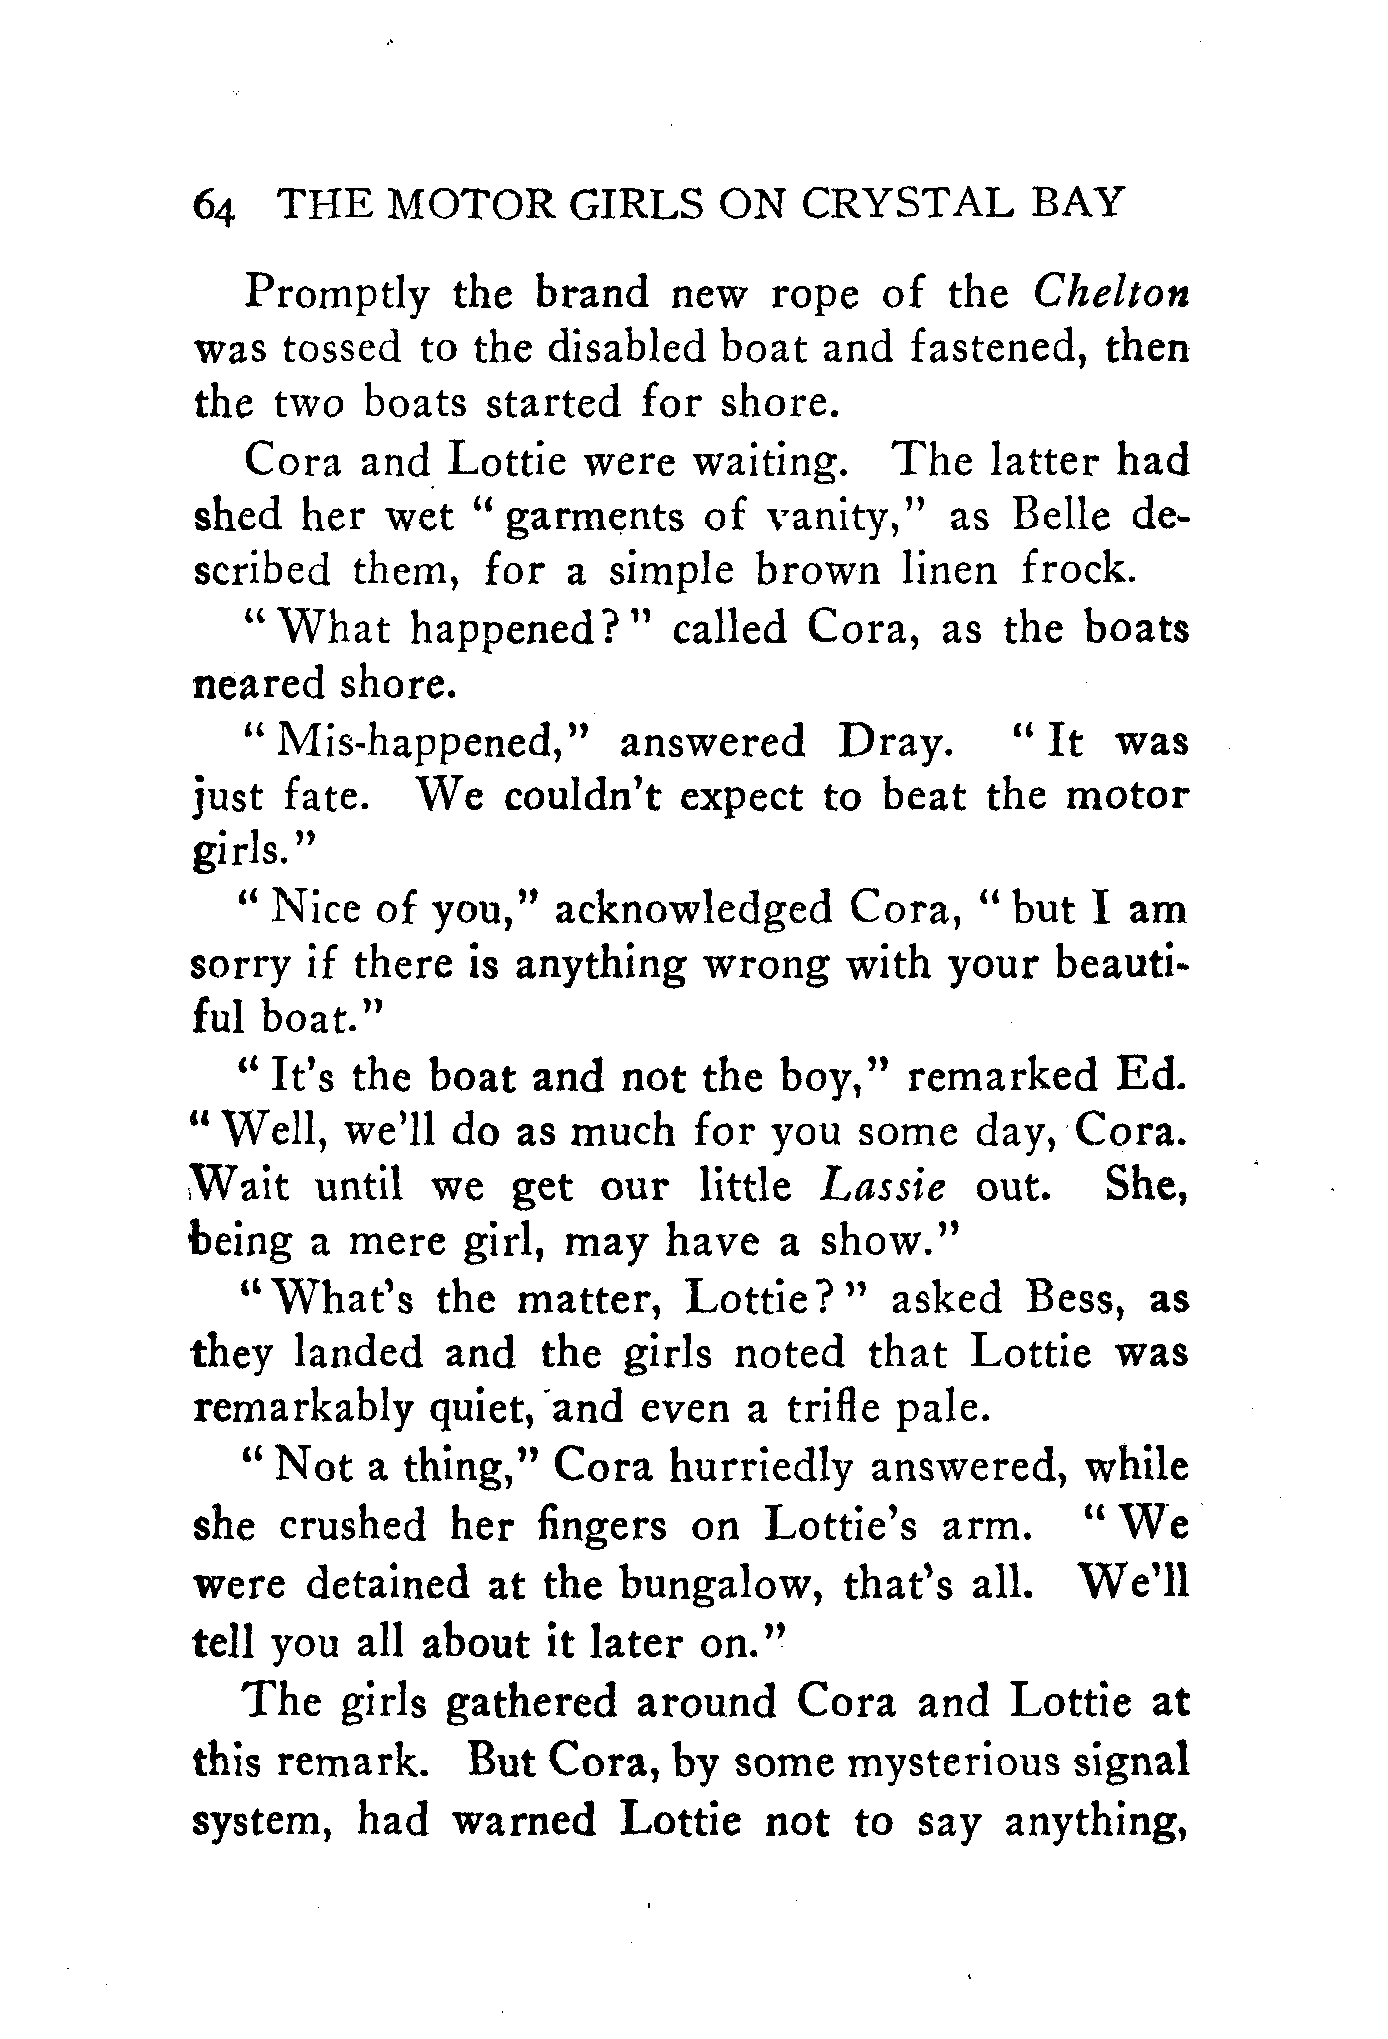 64 THE MOTOR GIRLS ON CRYSTAL BAY
Promptly the brand new rope of the Chelton
was tossed to the disabled boat and fastened, then
the two boats started for shore.
Cora and Lottie were waiting. The latter had
shed her wet " garments of vanity," as Belle de-
scribed them, for a simple brown linen frock.
" What happened? " called Cora, as the boats
neared shore.
" Mis-happened," answered Dray. " It was
just fate. We couldn't expect to beat the motor
girls."
" Nice of you," acknowledged Cora, " but I am
sorry if there is anything wrong with your beauti-
ful boat."
" It's the boat and not the boy," remarked Ed.
" Well, we'll do as much for you some day, Cora.
Wait until we get our little Lassie out. She,
being a mere girl, may have a show."
" What's the matter, Lottie? " asked Bess, as
they landed and the girls noted that Lottie was
remarkably quiet, and even a trifle pale.
" Not a thing," Cora hurriedly answered, while
she crushed her fingers on Lottie's arm. " We
were detained at the bungalow, that's all. We'll
tell you all about it later on."
The girls gathered around Cora and Lottie at
this remark. But Cora, by some mysterious signal
system, had warned Lottie not to say anything,